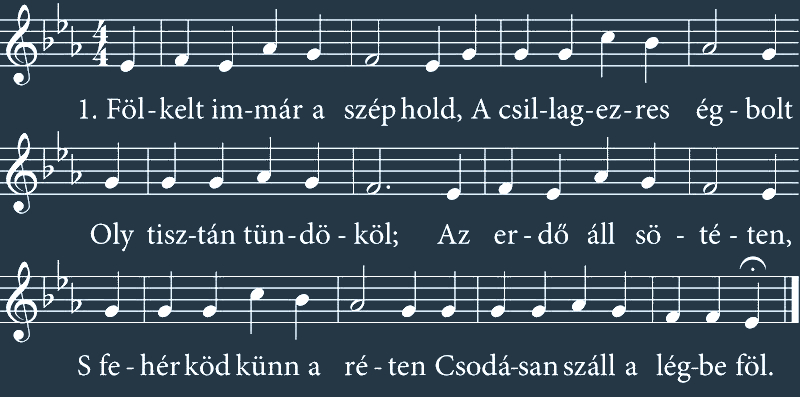 1. Föl-kelt im-már a szép hold, A csil-lag-ez-res ég - bolt
Oly tisz-tán tün-dö - köl; Az er - dő áll sö - té - ten,
S fe - hér köd künn a ré - ten Csodá-san száll a lég-be föl.